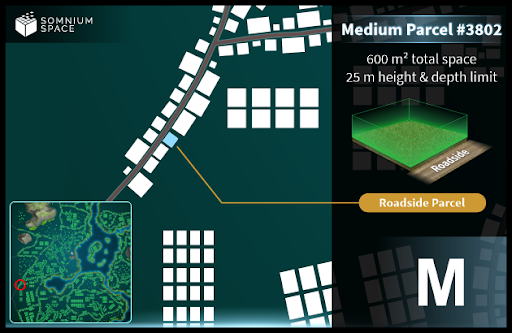 SOMNIUM
SPACE
Medium Parcel #3802
600 m² total space
25 m height & depth limit
Roadside
Roadside Parcel
M